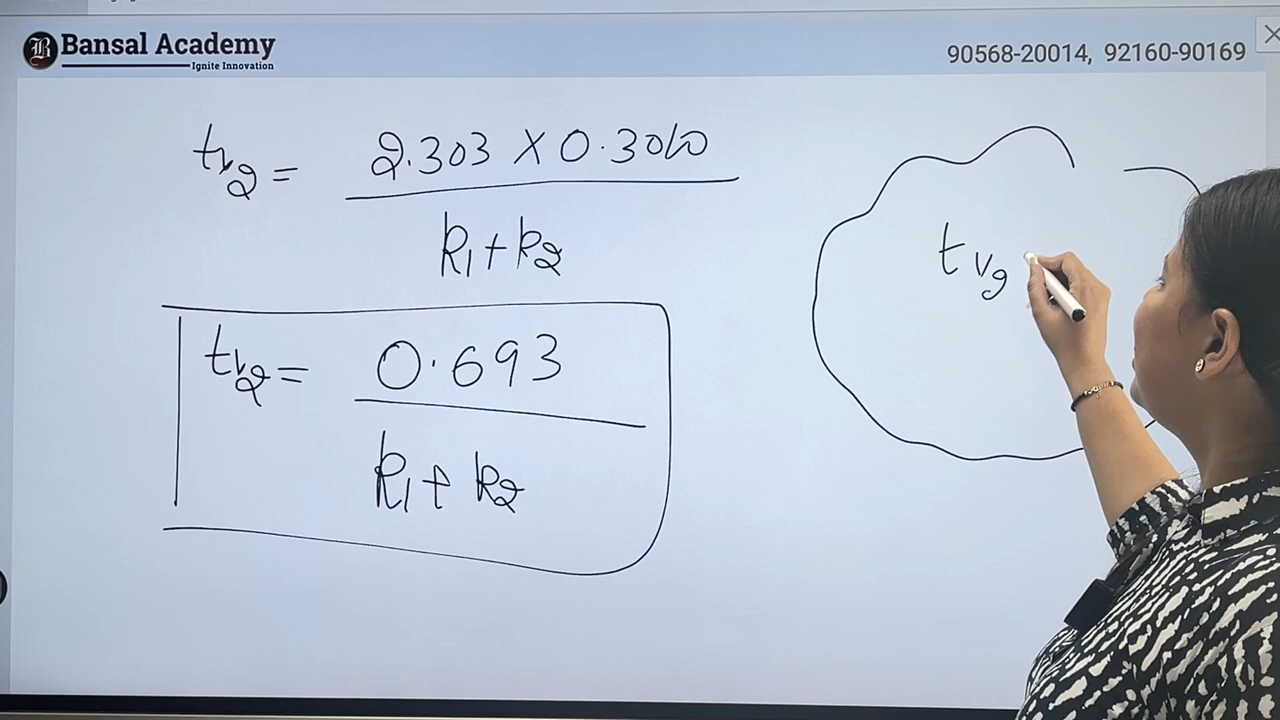 Bansal Academy
Ignite Innovation
90568-20014, 92160-90169
t1/2 = 2.303 X 0.3010
k1 + k2
t1/2 = 0.693
k1 + k2
t1/2